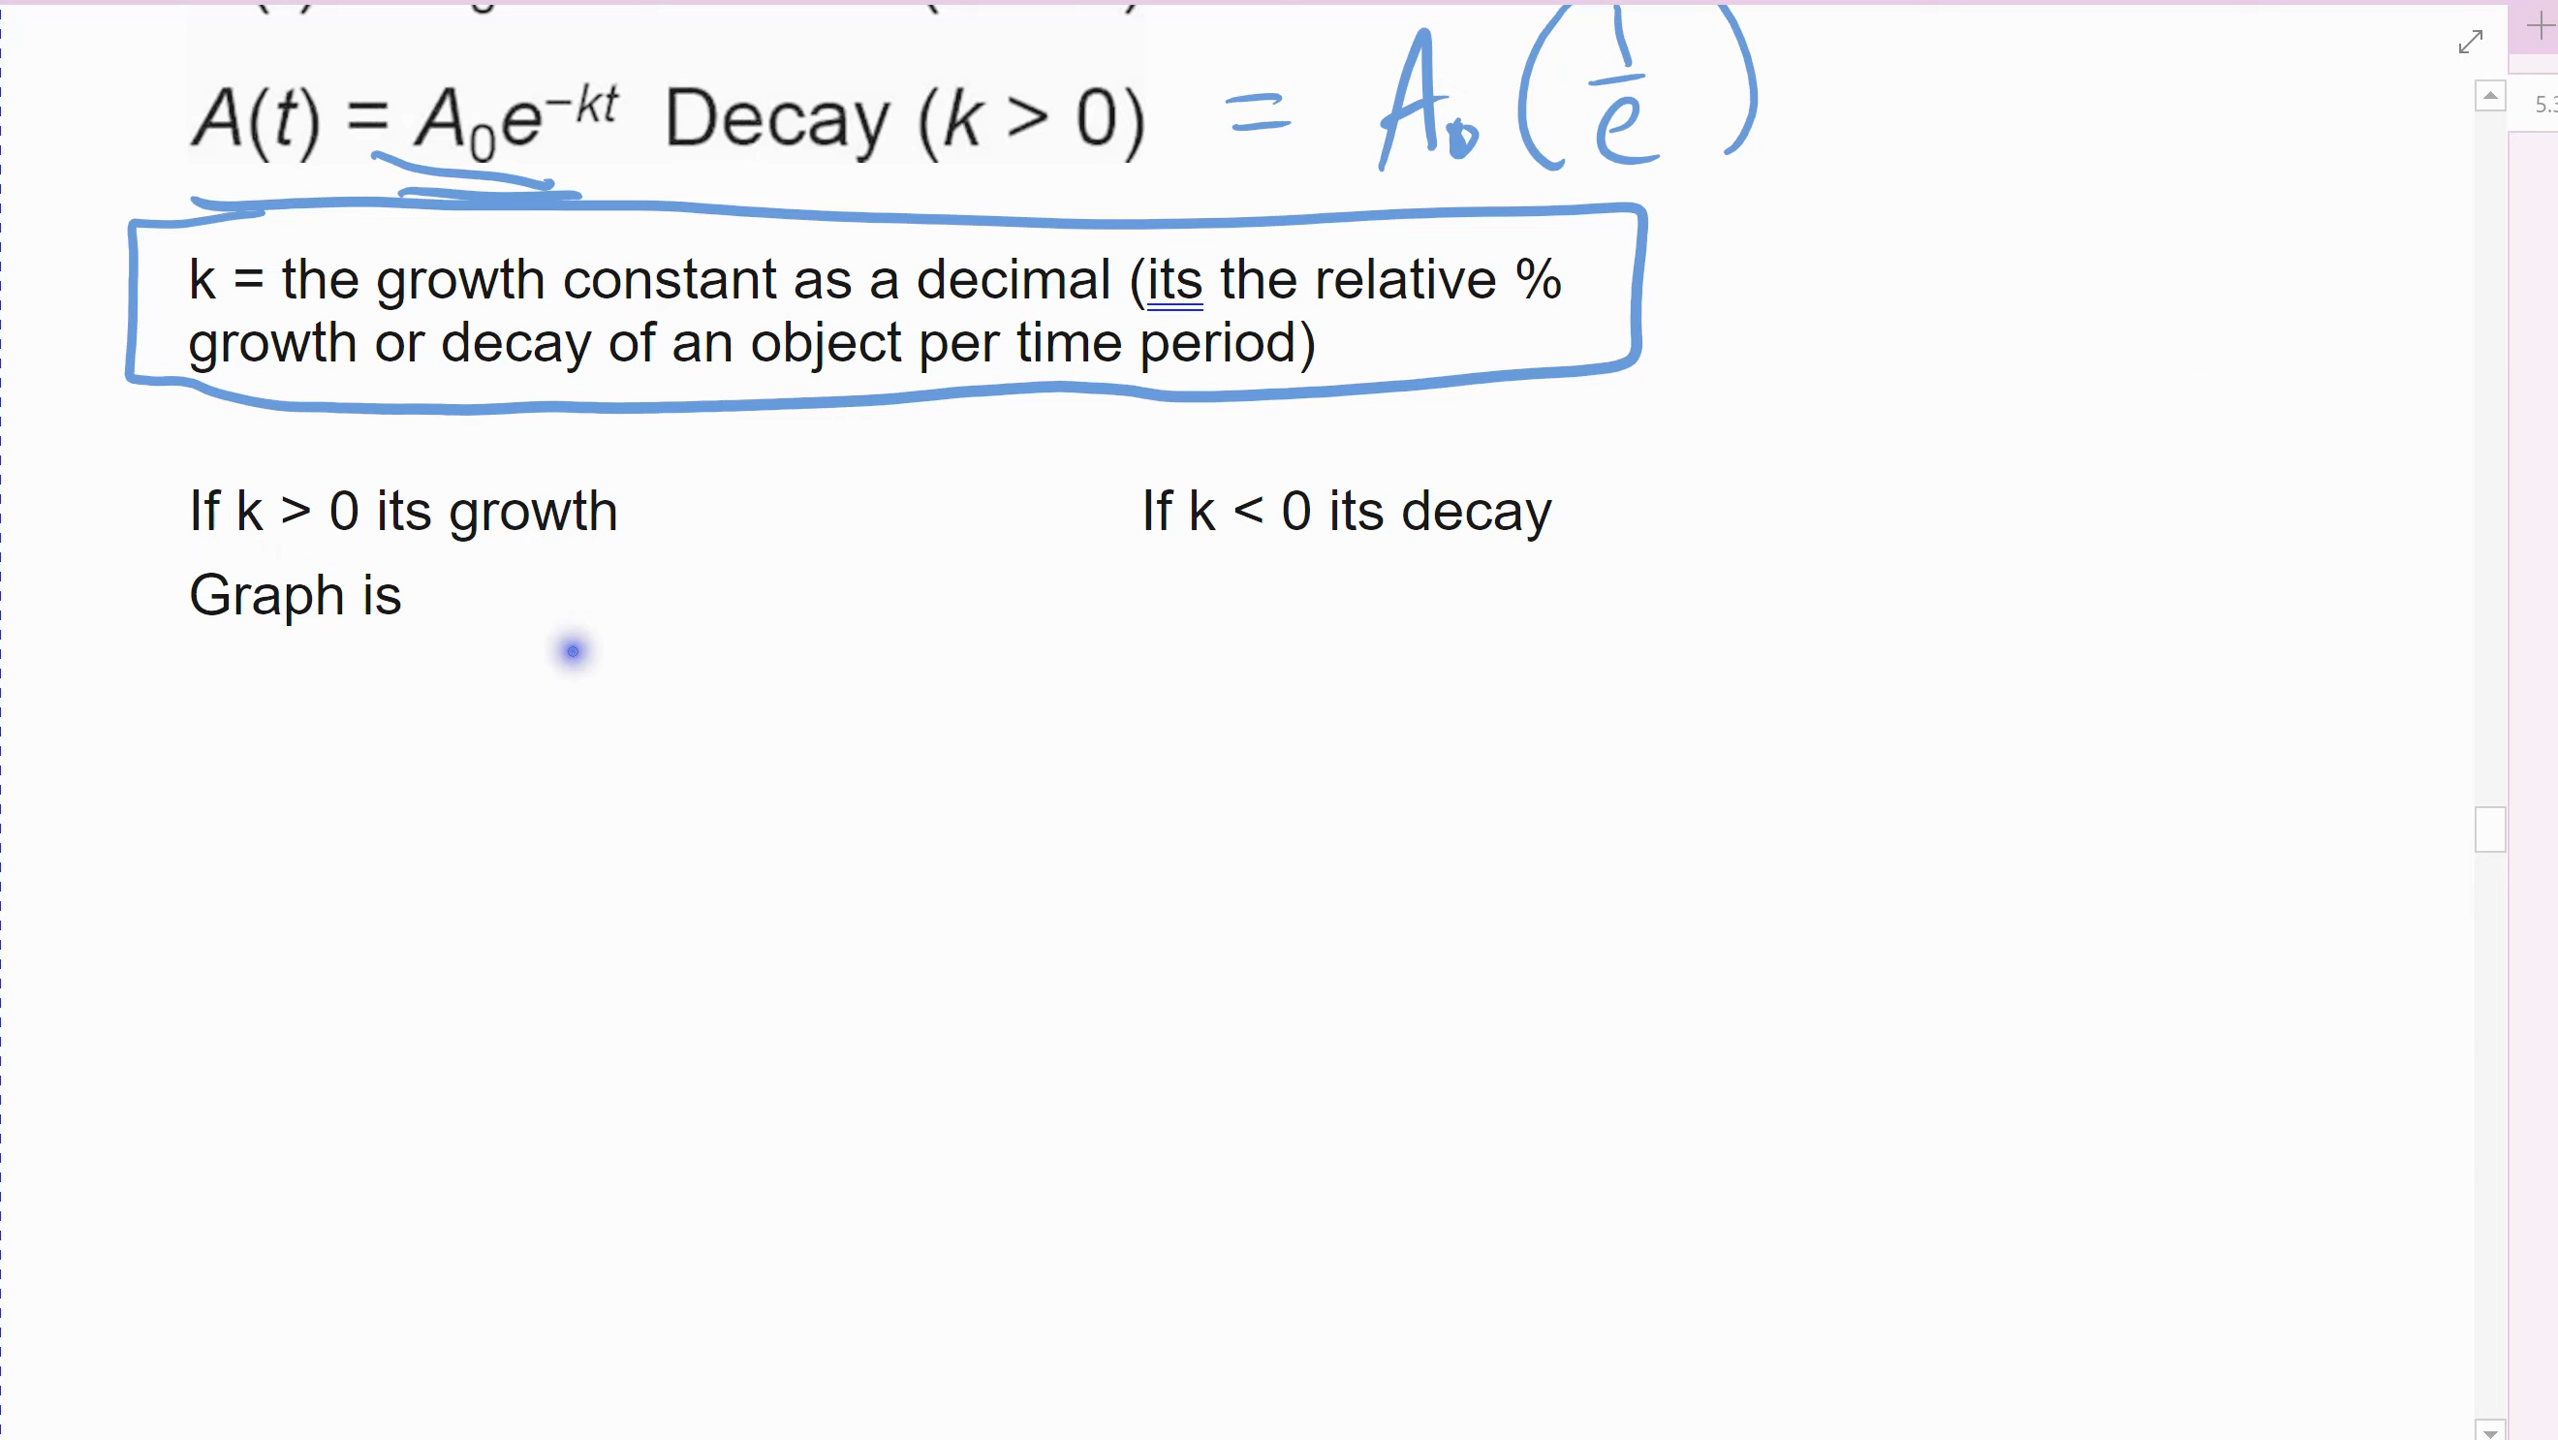 A(t) = A₀e⁻ᵏᵗ Decay (k > 0) = A₀ (1/e)
k = the growth constant as a decimal (its the relative %
growth or decay of an object per time period)
If k > 0 its growth If k < 0 its decay
Graph is